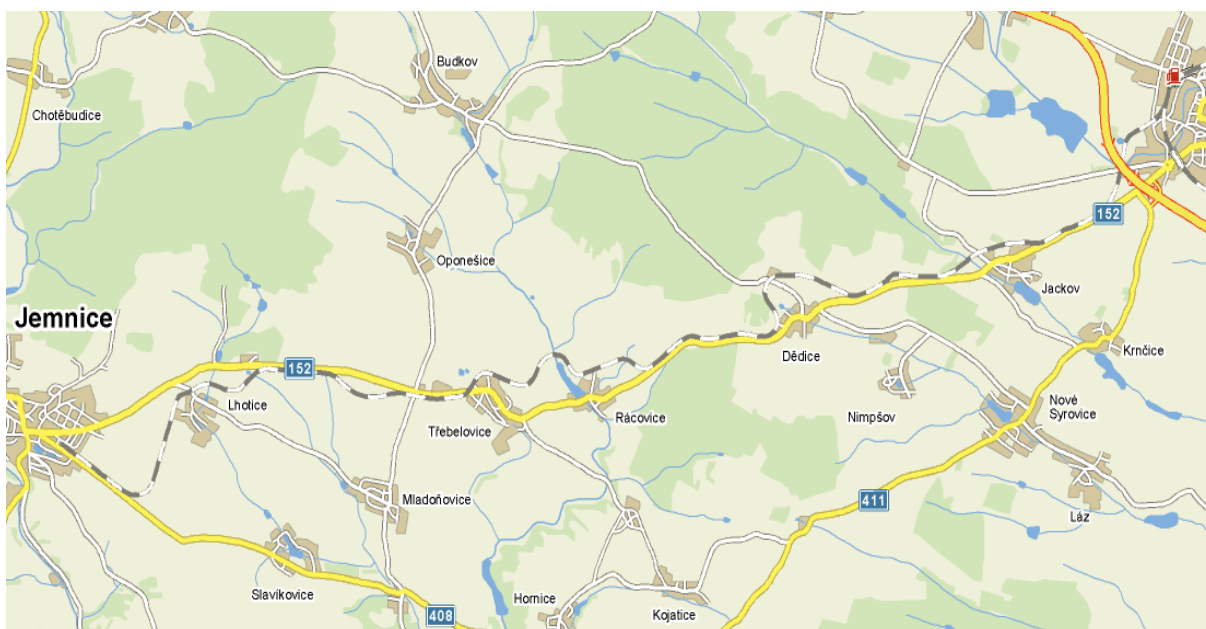 Budkov
Chotěbudice
152
Oponešice
Jackov
Jemnice
Dědice
Krnčice
152
Lhotice
Třebelovice
Rácovice
Nimpšov
Nové
Syrovice
Mladoňovice
411
Láz
Slavíkovice
Hornice
408
Kojatice